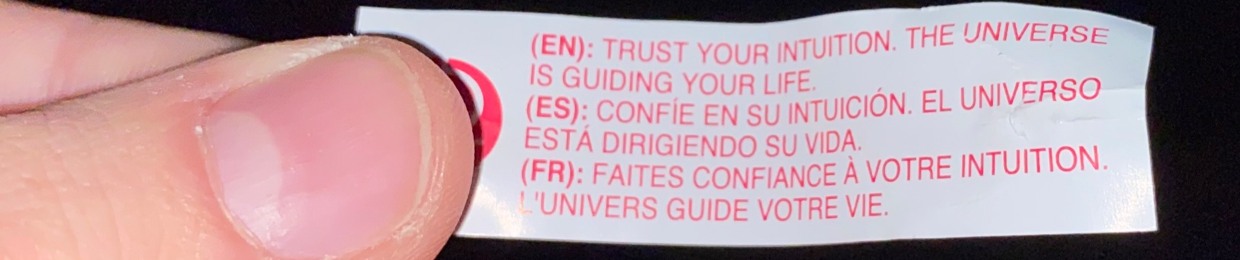 (EN): TRUST YOUR INTUITION. THE UNIVERSE
IS GUIDING YOUR LIFE.
(ES): CONFÍE EN SU INTUICIÓN. EL UNIVERSO
ESTÁ DIRIGIENDO SU VIDA.
(FR): FAITES CONFIANCE À VOTRE INTUITION.
L'UNIVERS GUIDE VOTRE VIE.